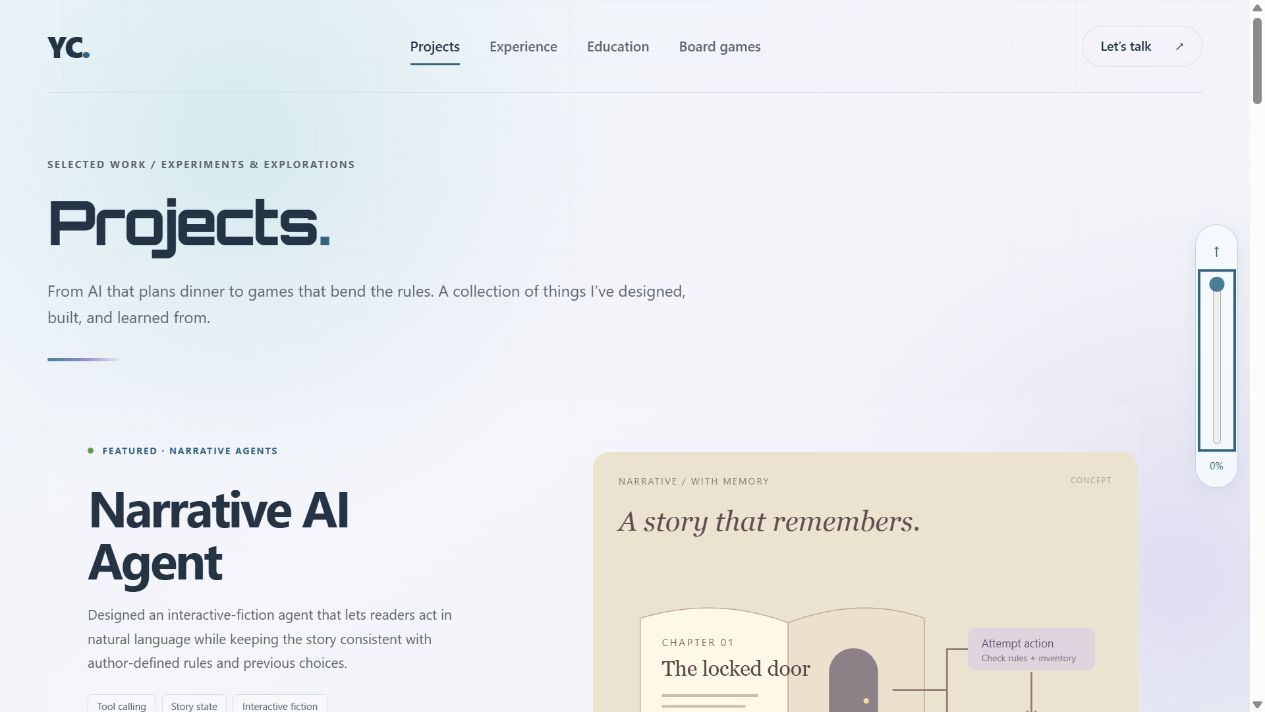 YC.
Projects
Experience
Education
Board games
Let's talk ↗
SELECTED WORK / EXPERIMENTS & EXPLORATIONS
Projects.
From AI that plans dinner to games that bend the rules. A collection of things I've designed,
built, and learned from.
↑
0%
FEATURED · NARRATIVE AGENTS
Narrative AI
Agent
Designed an interactive-fiction agent that lets readers act in
natural language while keeping the story consistent with
author-defined rules and previous choices.
Tool calling
Story state
Interactive fiction
NARRATIVE / WITH MEMORY
CONCEPT
A story that remembers.
CHAPTER 01
The locked door
Attempt action
Check rules + inventory